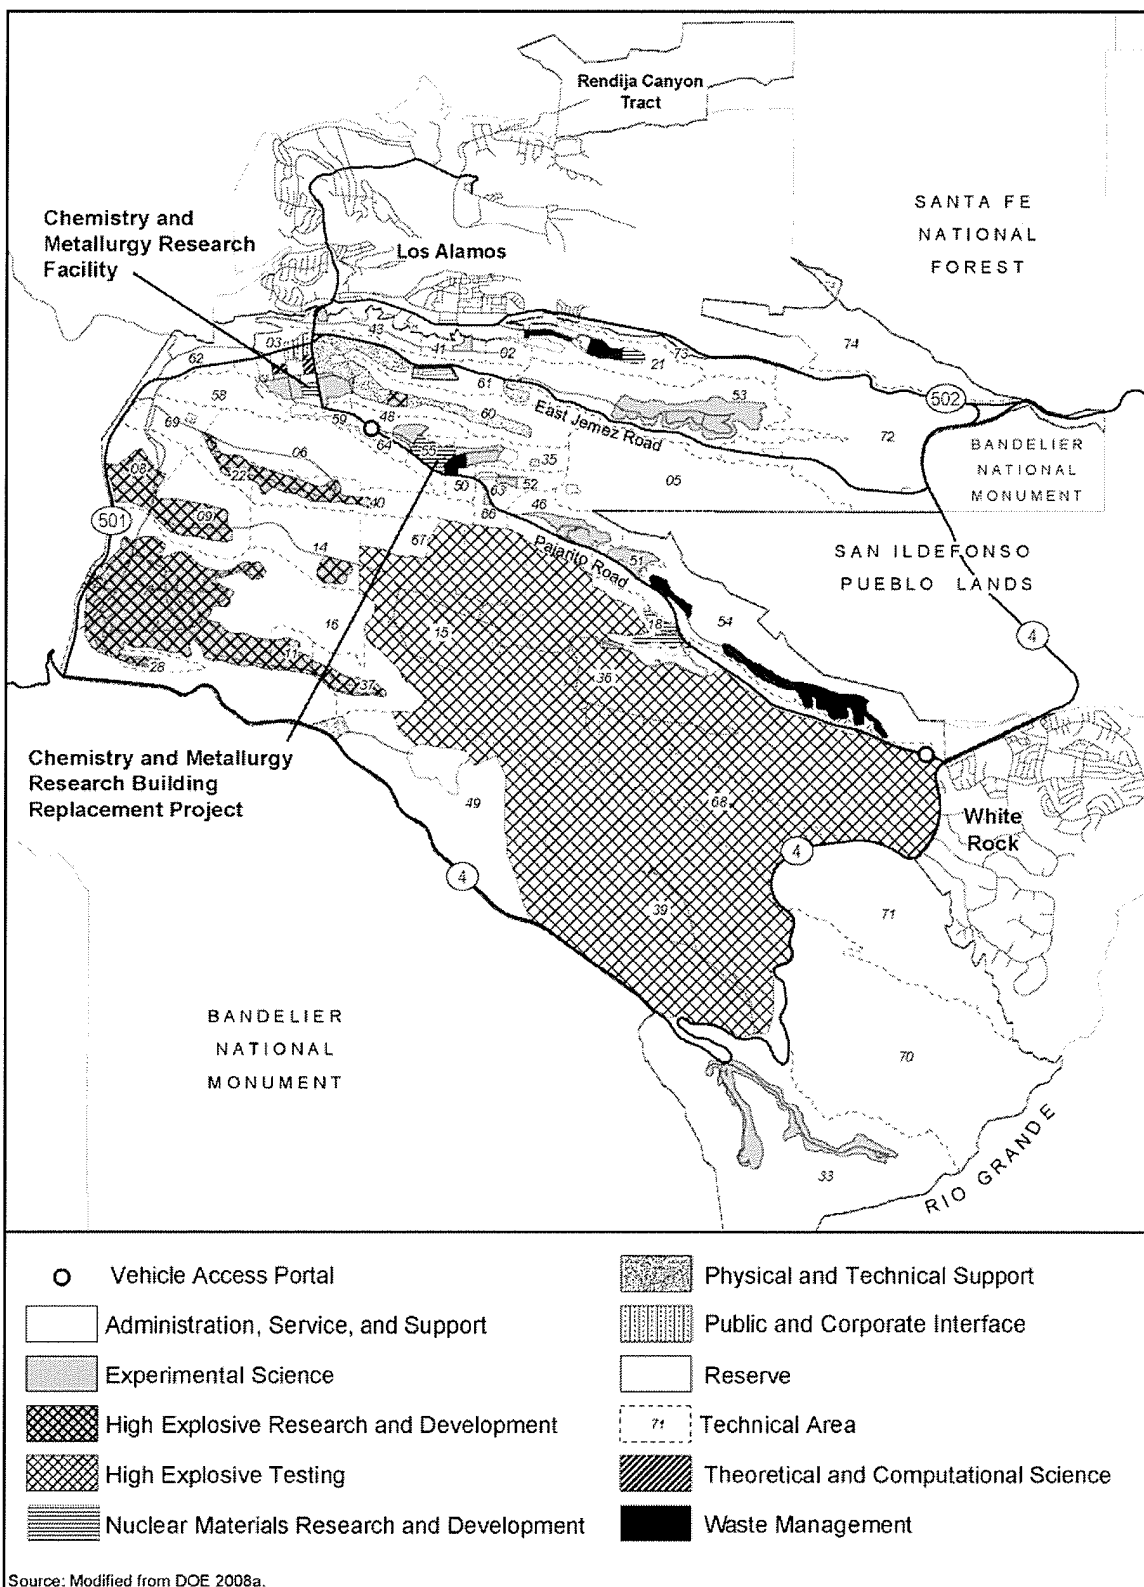 Rendija Canyon
Tract
SANTA FE
NATIONAL
FOREST
Chemistry and
Metallurgy Research
Facility
Los Alamos
43
03
41
02
73
21
74
62
61
53
502
58
48
60
East Jemez Road
72
BANDELIER
NATIONAL
MONUMENT
69
59
64
55
35
06
08
22
50
63
52
05
40
46
66
501
09
67
14
Pajarito Road
51
SAN ILDEFONSO
PUEBLO LANDS
16
15
18
54
4
11
28
37
36
Chemistry and Metallurgy
Research Building
Replacement Project
49
68
White
Rock
4
4
39
71
BANDELIER
NATIONAL
MONUMENT
70
33
RIO GRANDE
Vehicle Access Portal
Administration, Service, and Support
Experimental Science
High Explosive Research and Development
High Explosive Testing
Nuclear Materials Research and Development
Physical and Technical Support
Public and Corporate Interface
Reserve
71 Technical Area
Theoretical and Computational Science
Waste Management
Source: Modified from DOE 2008a.